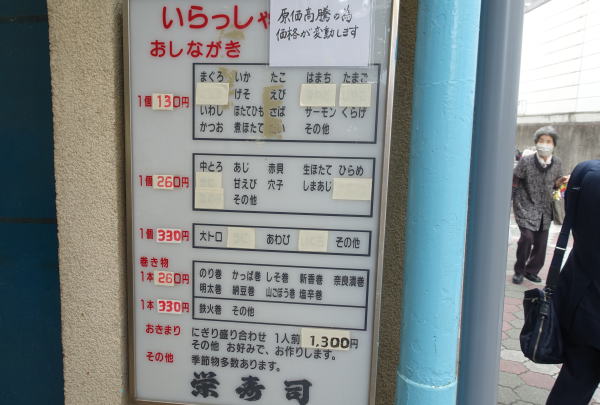 いらっしゃ
原価高騰の為
価格が変動します
おしながき
まぐろ いか たこ はまち たまご
1個 130円
げそ えび
いわし ほたてひも さば サーモン くらげ
かつお 煮ほたて たい その他
中とろ あじ 赤貝 生ほたて ひらめ
1個 260円
甘えび 穴子 しまあじ
その他
1個 330円 大トロ あわび その他
巻き物
のり巻 かっぱ巻 しそ巻 新香巻 奈良漬巻
1本 260円
明太巻 納豆巻 山ごぼう巻 塩辛巻
1本 330円 鉄火巻 その他
おきまり にぎり盛り合わせ 1人前 1,300円
その他 その他 お好みで、お作りします。
季節物多数あります。
栄寿司